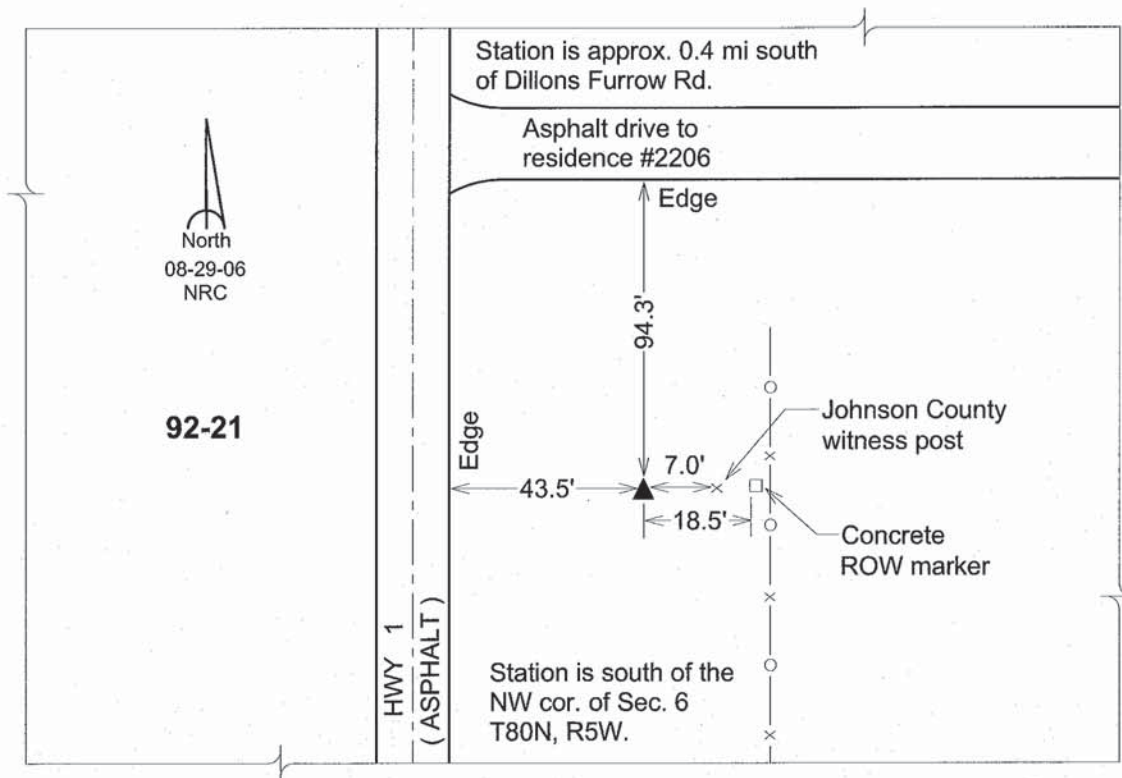 Station is approx. 0.4 mi south
of Dillons Furrow Rd.
Asphalt drive to
residence #2206
Edge
North
08-29-06
NRC
94.3'
92-21
Edge
Johnson County
witness post
7.0'
43.5'
18.5'
Concrete
ROW marker
HWY 1
( ASPHALT )
Station is south of the
NW cor. of Sec. 6
T80N, R5W.